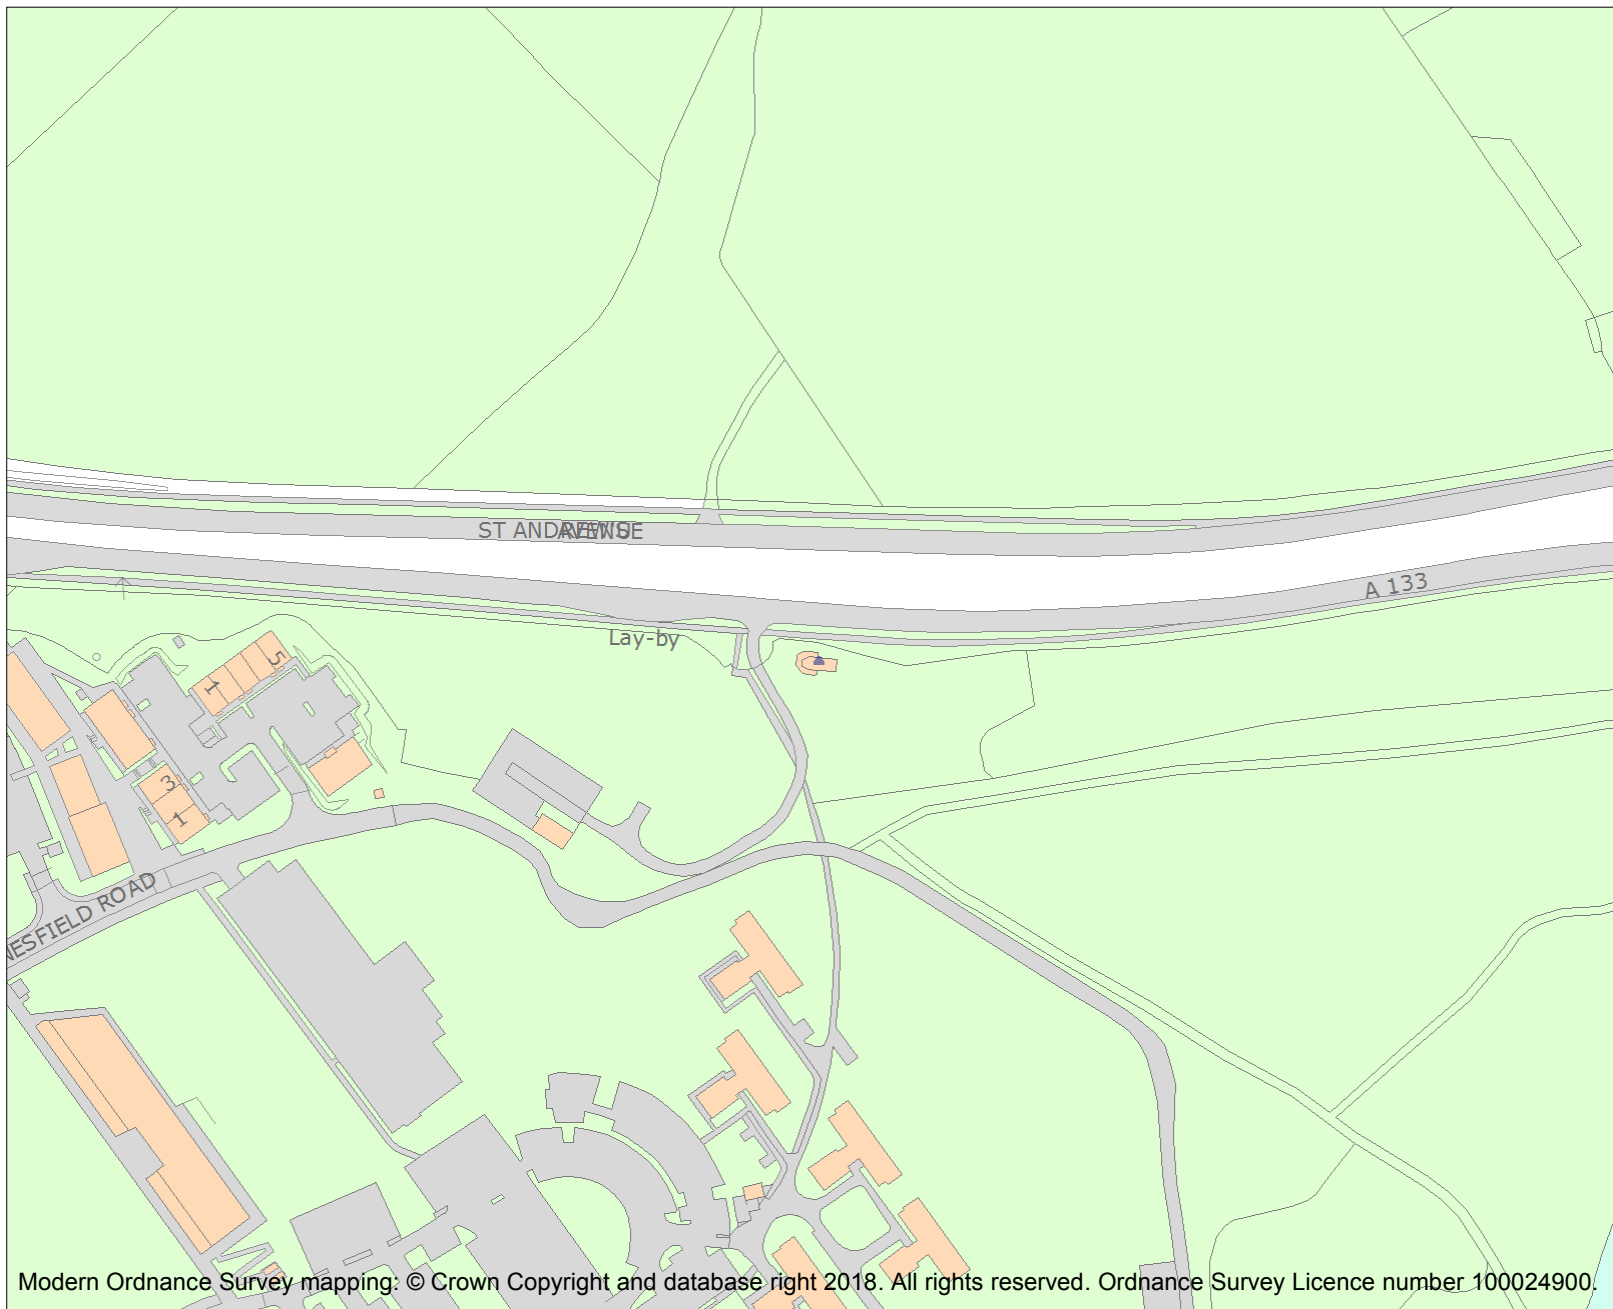 ST ANDREW'S
AVENUE
A 133
Lay-by
5
1
3
1
NESFIELD ROAD
Modern Ordnance Survey mapping: © Crown Copyright and database right 2018. All rights reserved. Ordnance Survey Licence number 100024900.